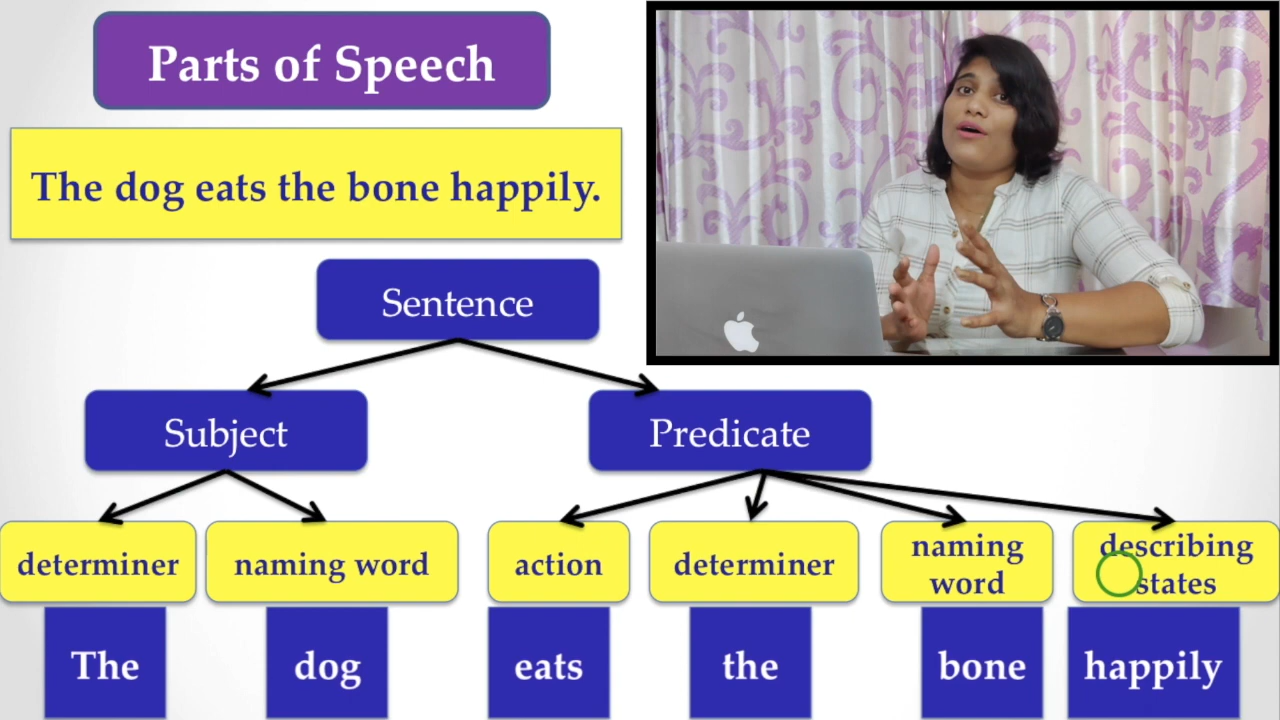 Parts of Speech
The dog eats the bone happily.
Sentence
Subject
Predicate
determiner
naming word
action
determiner
naming
word
describing
states
The
dog
eats
the
bone
happily